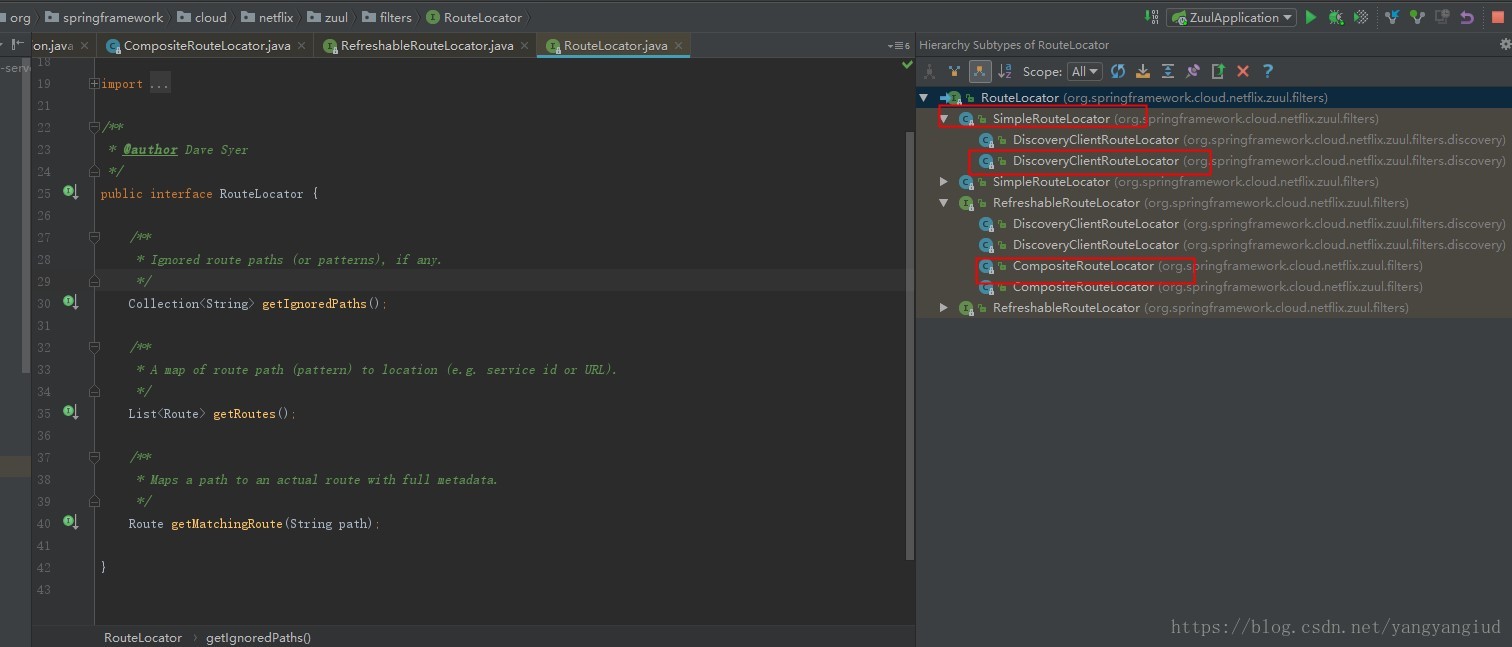 org springframework cloud netflix zuul filters RouteLocator
ZuulApplication
on.java CompositeRouteLocator.java RefreshableRouteLocator.java RouteLocator.java
6
Hierarchy Subtypes of RouteLocator
Scope: All
-serv
18
19 import ...
21
22 /**
23 * @author Dave Syer
24 */
25 public interface RouteLocator {
26
27 /**
28 * Ignored route paths (or patterns), if any.
29 */
30 Collection<String> getIgnoredPaths();
31
32 /**
33 * A map of route path (pattern) to location (e.g. service id or URL).
34 */
35 List<Route> getRoutes();
36
37 /**
38 * Maps a path to an actual route with full metadata.
39 */
40 Route getMatchingRoute(String path);
41
42 }
43
RouteLocator › getIgnoredPaths()
RouteLocator (org.springframework.cloud.netflix.zuul.filters)
SimpleRouteLocator (org.springframework.cloud.netflix.zuul.filters)
DiscoveryClientRouteLocator (org.springframework.cloud.netflix.zuul.filters.discovery)
DiscoveryClientRouteLocator (org.springframework.cloud.netflix.zuul.filters.discovery)
SimpleRouteLocator (org.springframework.cloud.netflix.zuul.filters)
RefreshableRouteLocator (org.springframework.cloud.netflix.zuul.filters)
DiscoveryClientRouteLocator (org.springframework.cloud.netflix.zuul.filters.discovery)
DiscoveryClientRouteLocator (org.springframework.cloud.netflix.zuul.filters.discovery)
CompositeRouteLocator (org.springframework.cloud.netflix.zuul.filters)
CompositeRouteLocator (org.springframework.cloud.netflix.zuul.filters)
RefreshableRouteLocator (org.springframework.cloud.netflix.zuul.filters)
https://blog.csdn.net/yangyangiud